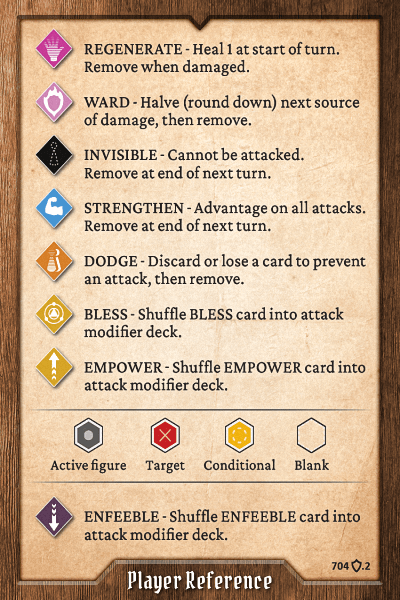 REGENERATE - Heal 1 at start of turn.
Remove when damaged.
WARD - Halve (round down) next source
of damage, then remove.
INVISIBLE - Cannot be attacked.
Remove at end of next turn.
STRENGTHEN - Advantage on all attacks.
Remove at end of next turn.
DODGE - Discard or lose a card to prevent
an attack, then remove.
BLESS - Shuffle BLESS card into attack
modifier deck.
EMPOWER - Shuffle EMPOWER card into
attack modifier deck.
Active figure Target Conditional Blank
ENFEEBLE - Shuffle ENFEEBLE card into
attack modifier deck.
704 .2
Player Reference